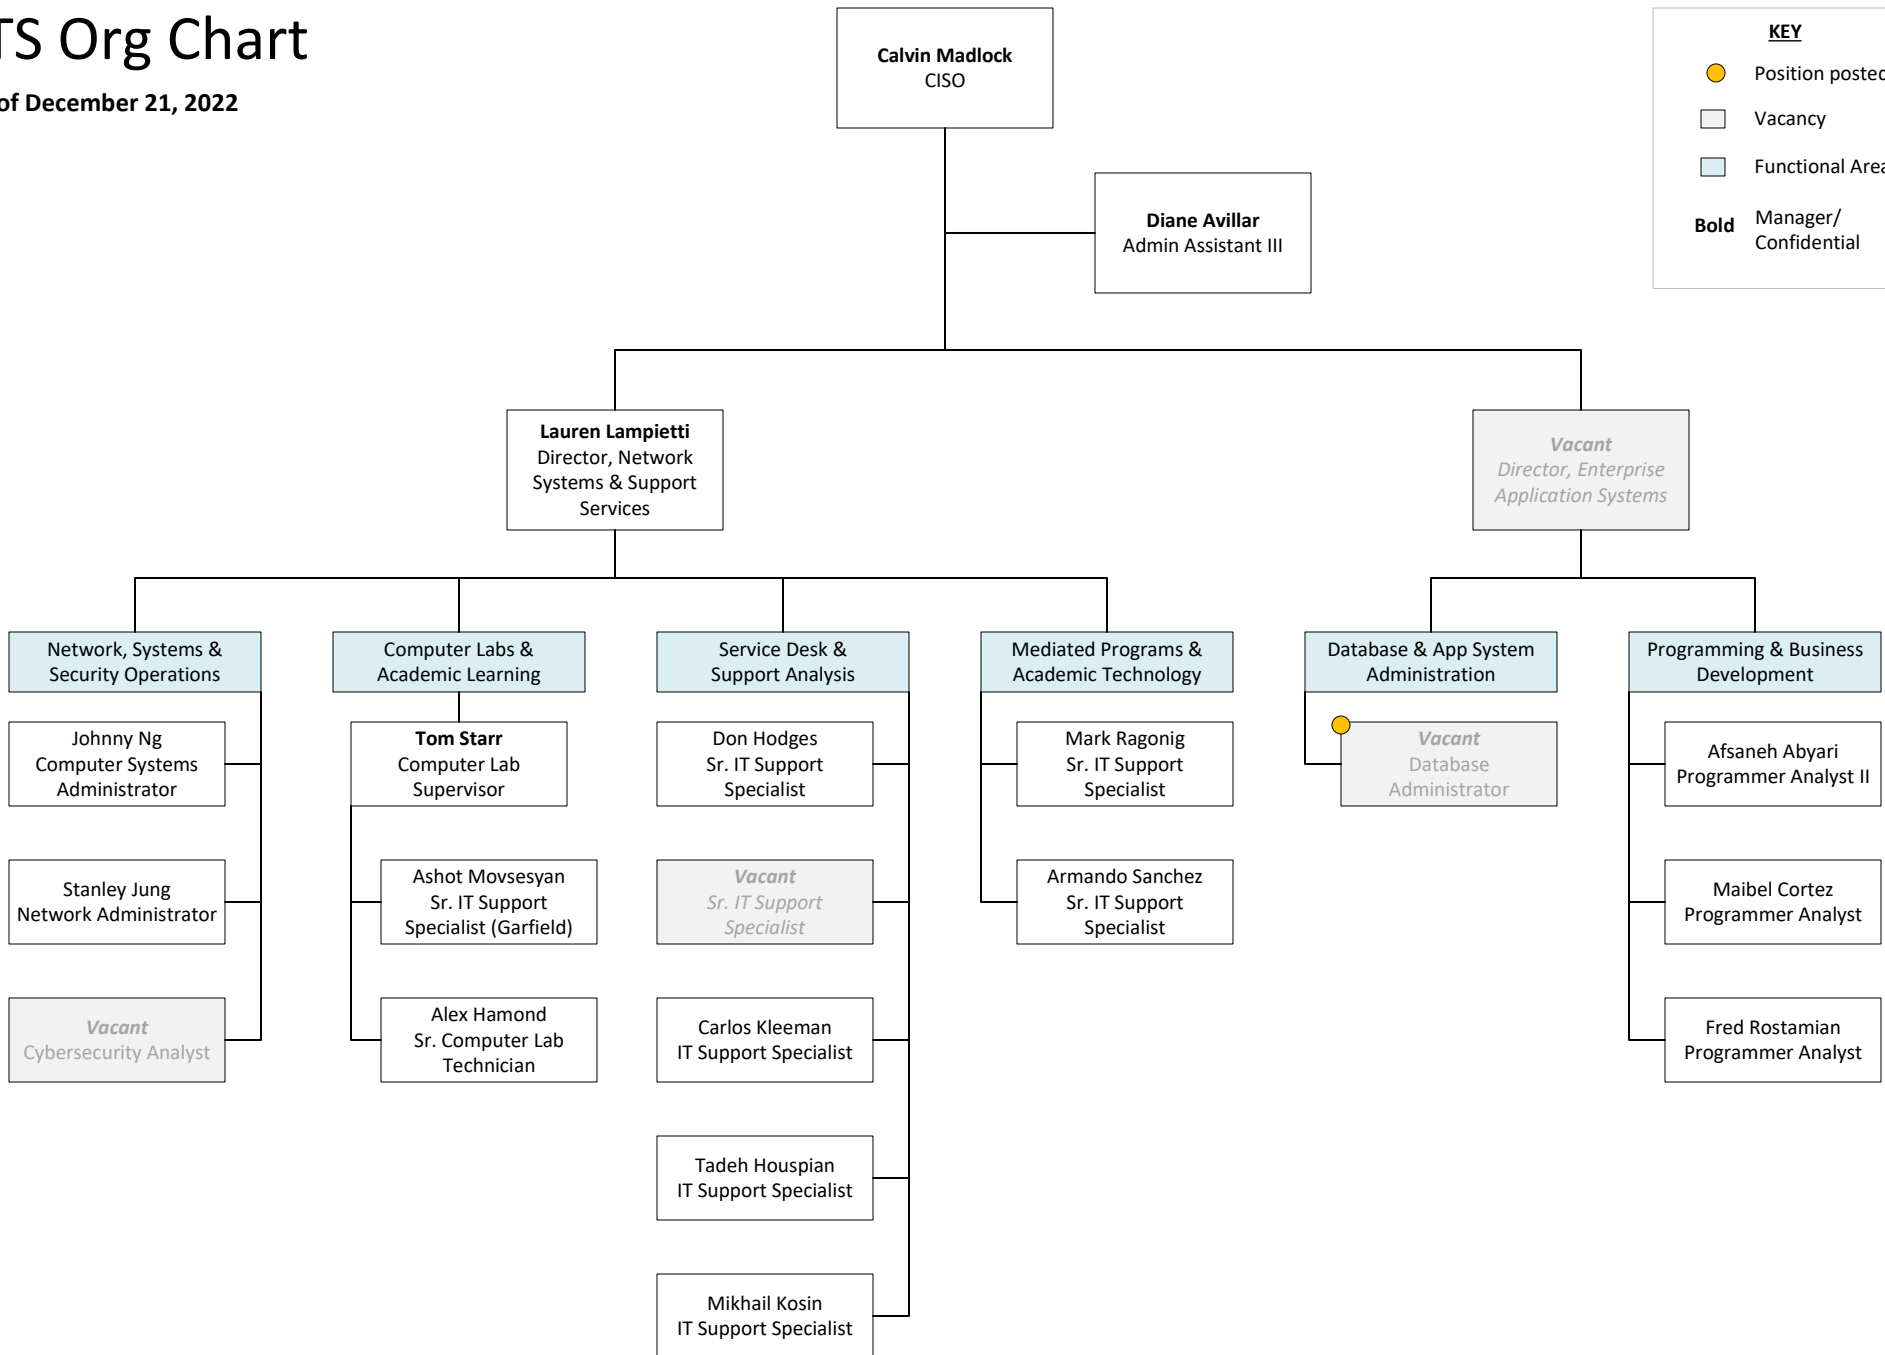 TS Org Chart
of December 21, 2022
Calvin Madlock
CISO
KEY
Position posted
Vacancy
Functional Area
Bold
Manager/
Confidential
Diane Avillar
Admin Assistant III
Lauren Lampietti
Director, Network
Systems & Support
Services
Vacant
Director, Enterprise
Application Systems
Network, Systems &
Security Operations
Johnny Ng
Computer Systems
Administrator
Stanley Jung
Network Administrator
Vacant
Cybersecurity Analyst
Computer Labs &
Academic Learning
Tom Starr
Computer Lab
Supervisor
Ashot Movsesyan
Sr. IT Support
Specialist (Garfield)
Alex Hamond
Sr. Computer Lab
Technician
Service Desk &
Support Analysis
Don Hodges
Sr. IT Support
Specialist
Vacant
Sr. IT Support
Specialist
Carlos Kleeman
IT Support Specialist
Tadeh Houspian
IT Support Specialist
Mikhail Kosin
IT Support Specialist
Mediated Programs &
Academic Technology
Mark Ragonig
Sr. IT Support
Specialist
Armando Sanchez
Sr. IT Support
Specialist
Database & App System
Administration
Vacant
Database
Administrator
Programming & Business
Development
Afsaneh Abyari
Programmer Analyst II
Maibel Cortez
Programmer Analyst
Fred Rostamian
Programmer Analyst